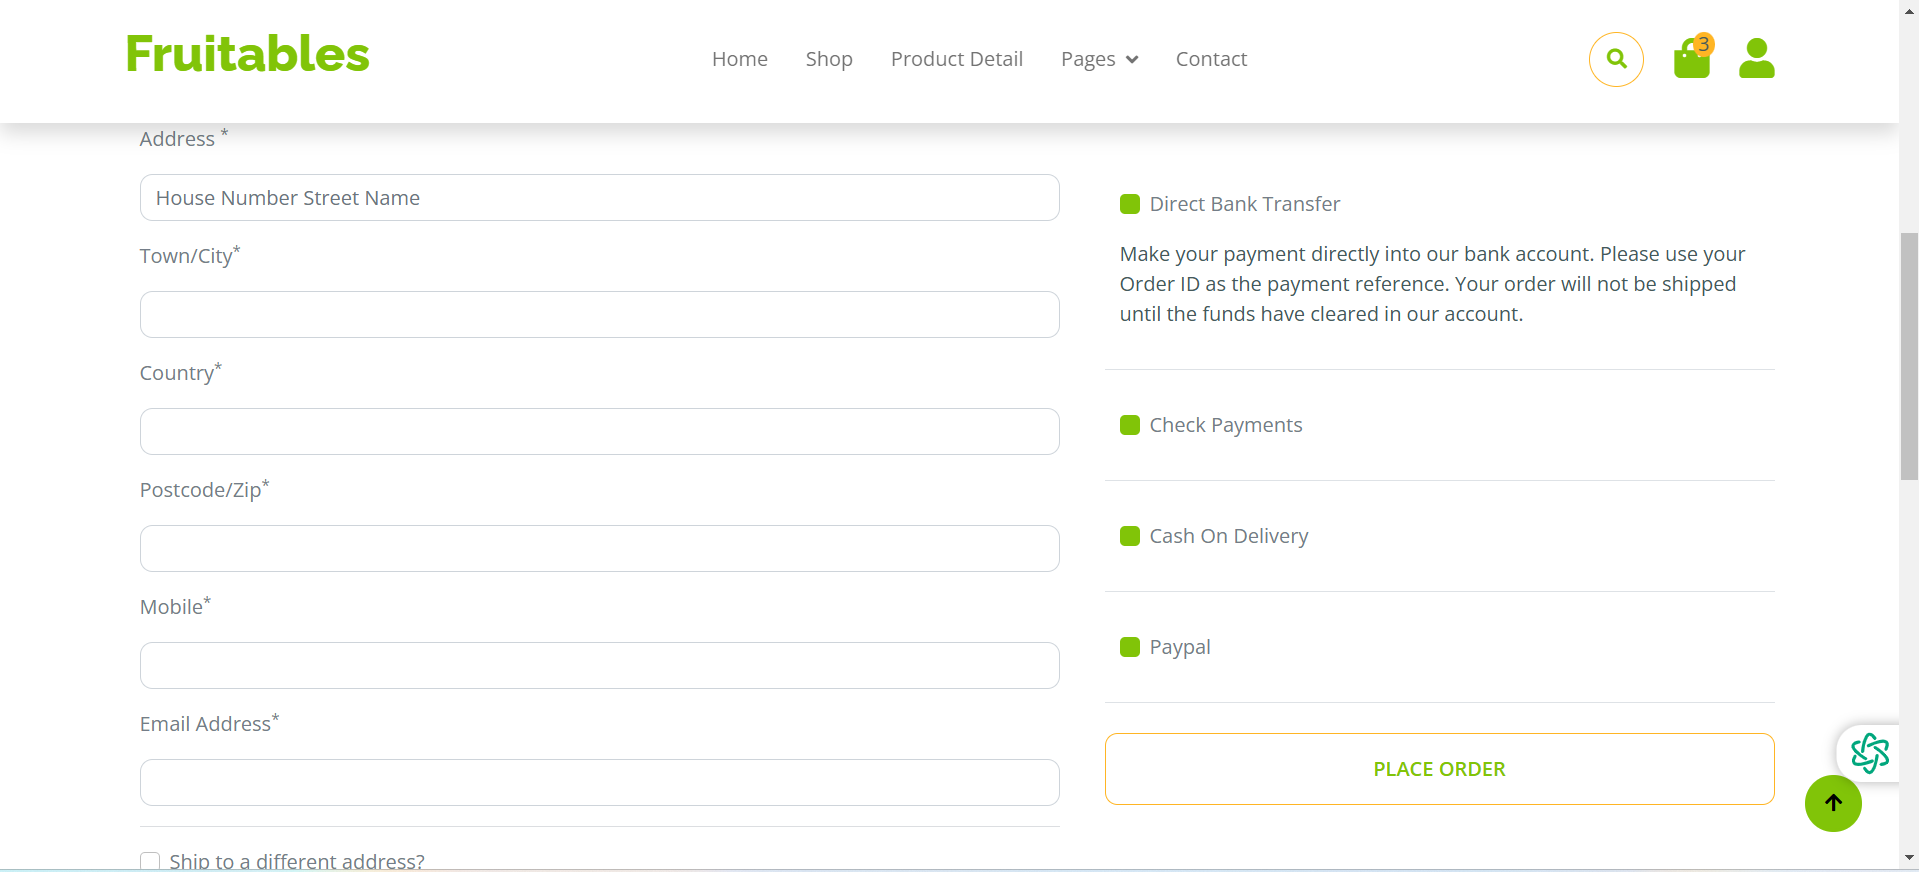 Fruitables
Home Shop Product Detail Pages Contact
3
Address *
House Number Street Name
Town/City*
Country*
Postcode/Zip*
Mobile*
Email Address*
Ship to a different address?
Direct Bank Transfer
Make your payment directly into our bank account. Please use your
Order ID as the payment reference. Your order will not be shipped
until the funds have cleared in our account.
Check Payments
Cash On Delivery
Paypal
PLACE ORDER